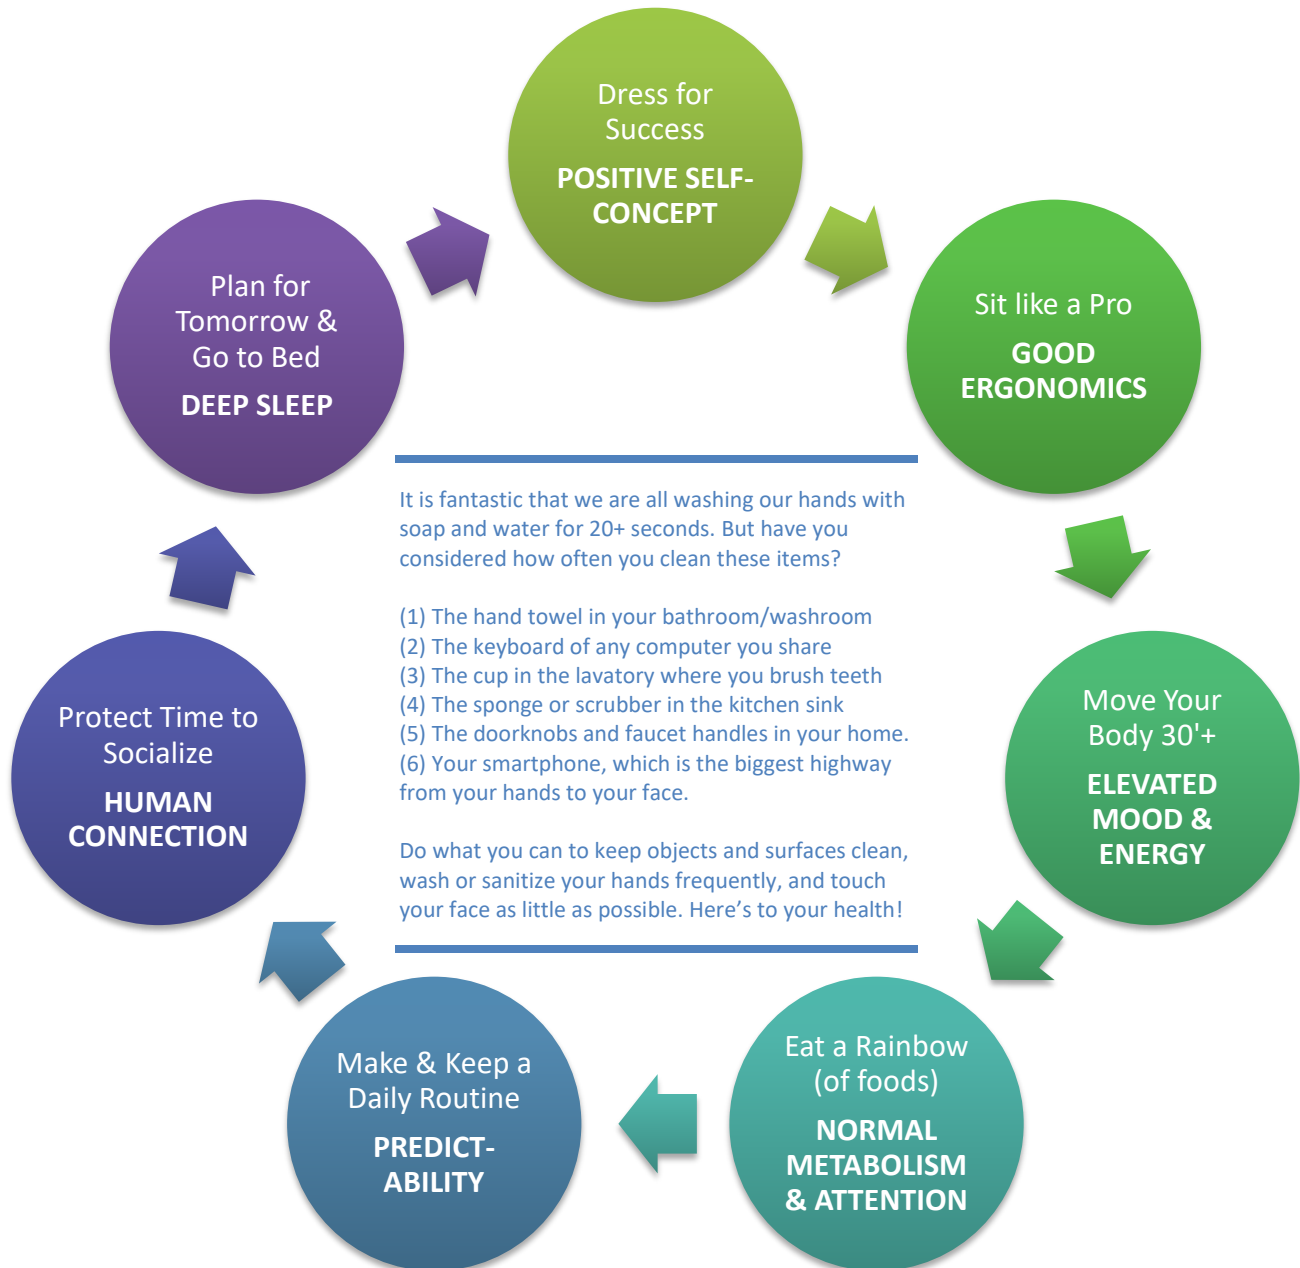 Dress for
Success
POSITIVE SELF-
CONCEPT
Sit like a Pro
GOOD
ERGONOMICS
Move Your
Body 30'+
ELEVATED
MOOD &
ENERGY
Eat a Rainbow
(of foods)
NORMAL
METABOLISM
& ATTENTION
Make & Keep a
Daily Routine
PREDICT-
ABILITY
Protect Time to
Socialize
HUMAN
CONNECTION
Plan for
Tomorrow &
Go to Bed
DEEP SLEEP
It is fantastic that we are all washing our hands with
soap and water for 20+ seconds. But have you
considered how often you clean these items?
(1) The hand towel in your bathroom/washroom
(2) The keyboard of any computer you share
(3) The cup in the lavatory where you brush teeth
(4) The sponge or scrubber in the kitchen sink
(5) The doorknobs and faucet handles in your home.
(6) Your smartphone, which is the biggest highway
from your hands to your face.
Do what you can to keep objects and surfaces clean,
wash or sanitize your hands frequently, and touch
your face as little as possible. Here’s to your health!